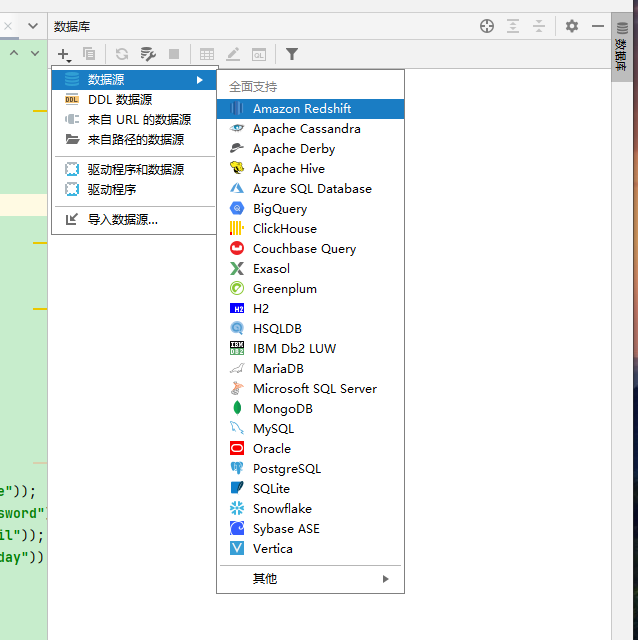 数据库
数据源
DDL 数据源
来自 URL 的数据源
来自路径的数据源
驱动程序和数据源
驱动程序
导入数据源...
全面支持
Amazon Redshift
Apache Cassandra
Apache Derby
Apache Hive
Azure SQL Database
BigQuery
ClickHouse
Couchbase Query
Exasol
Greenplum
H2
HSQLDB
IBM Db2 LUW
MariaDB
Microsoft SQL Server
MongoDB
MySQL
Oracle
PostgreSQL
SQLite
Snowflake
Sybase ASE
Vertica
其他
e"));
sword"
il"));
day"))
数据库